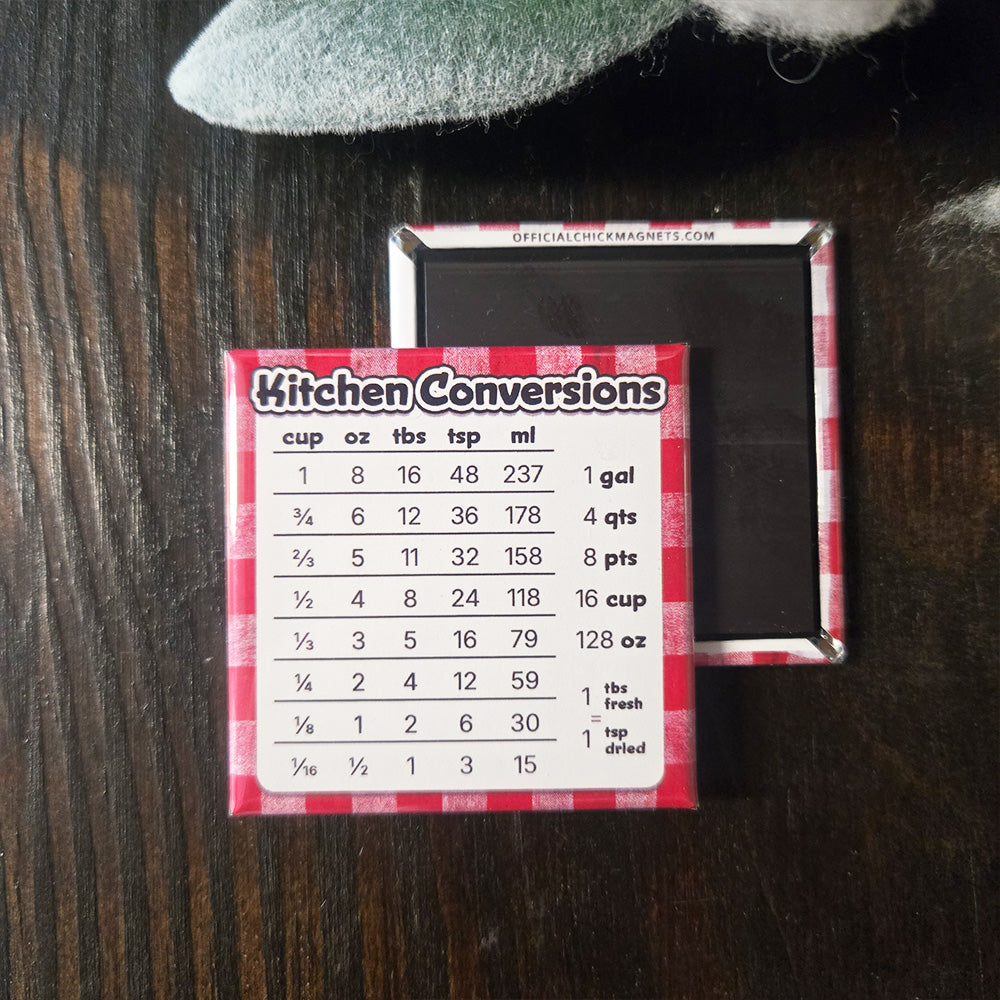 OFFICIALCHICKMAGNETS.COM
Kitchen Conversions
cup oz tbs tsp ml
1 8 16 48 237
¾ 6 12 36 178
⅔ 5 11 32 158
½ 4 8 24 118
⅓ 3 5 16 79
¼ 2 4 12 59
⅛ 1 2 6 30
1/16 ½ 1 3 15
1 gal
4 qts
8 pts
16 cup
128 oz
1 tbs fresh
=
1 tsp dried